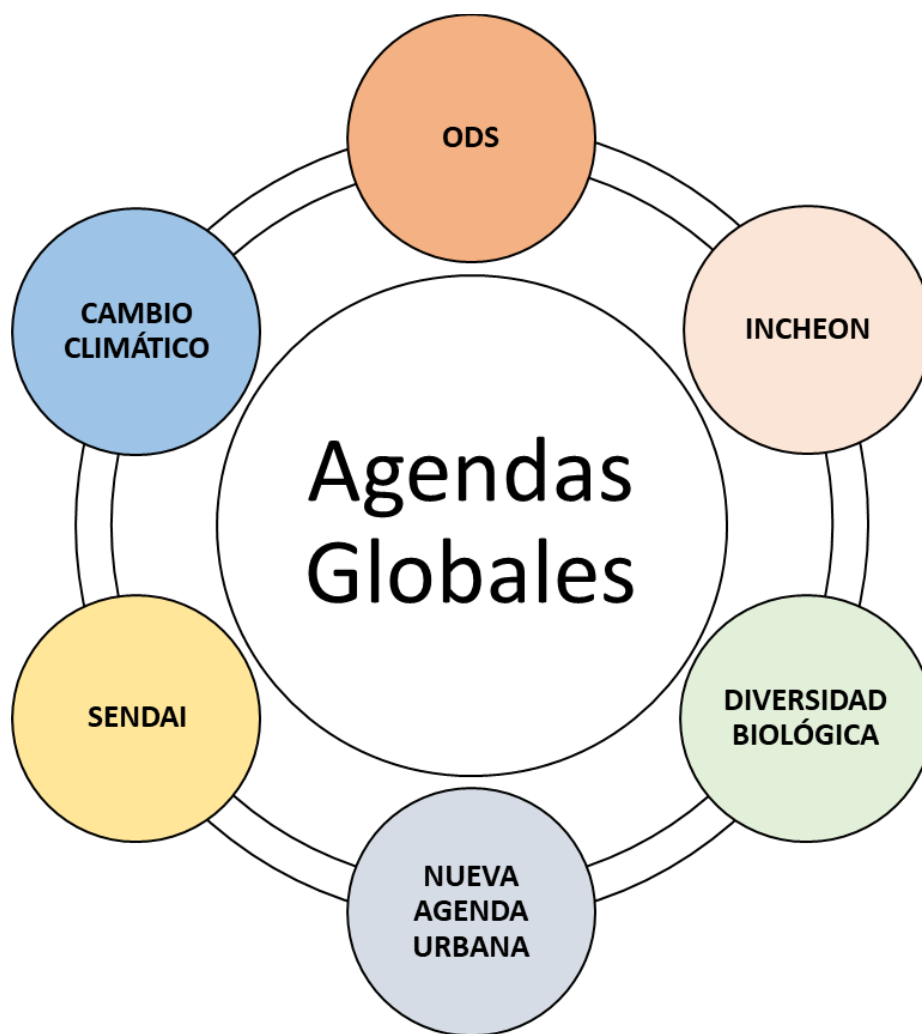 ODS
CAMBIO
CLIMÁTICO
INCHEON
Agendas
Globales
SENDAI
DIVERSIDAD
BIOLÓGICA
NUEVA
AGENDA
URBANA